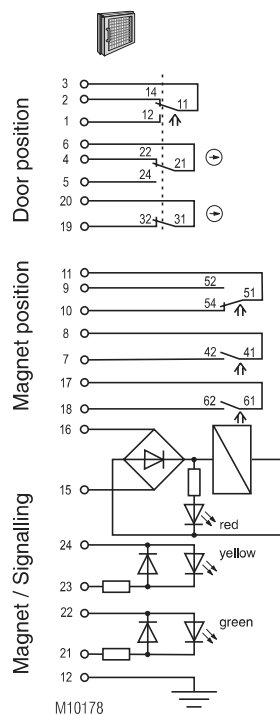 Door position
3
2 14
11
1 12
6
4 22
21
5 24
20
19 32 31
Magnet position
11
9 52
51
10 54
8
7 42 41
17
18 62 61
Magnet / Signalling
16
15
red
24
yellow
23
22
green
21
12
M10178